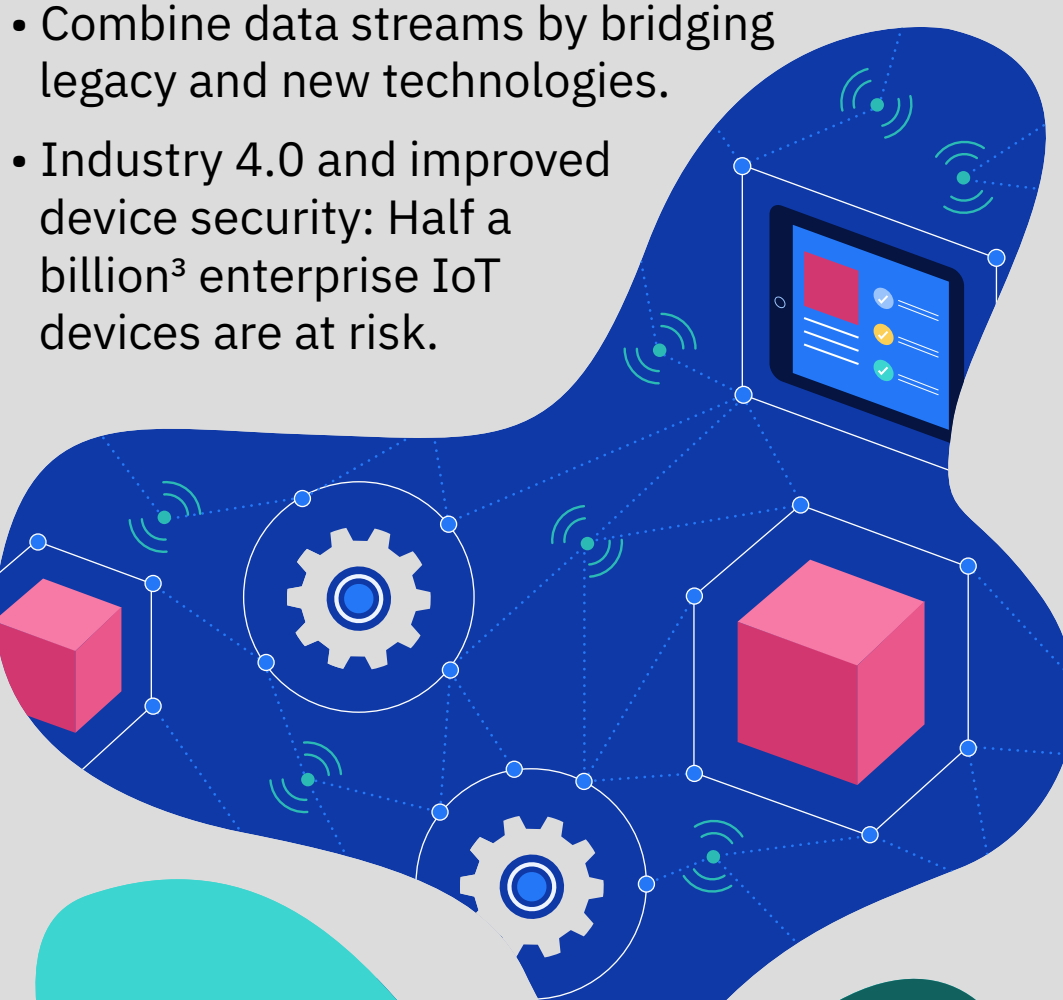 • Combine data streams by bridging
legacy and new technologies.
• Industry 4.0 and improved
device security: Half a
billion³ enterprise IoT
devices are at risk.